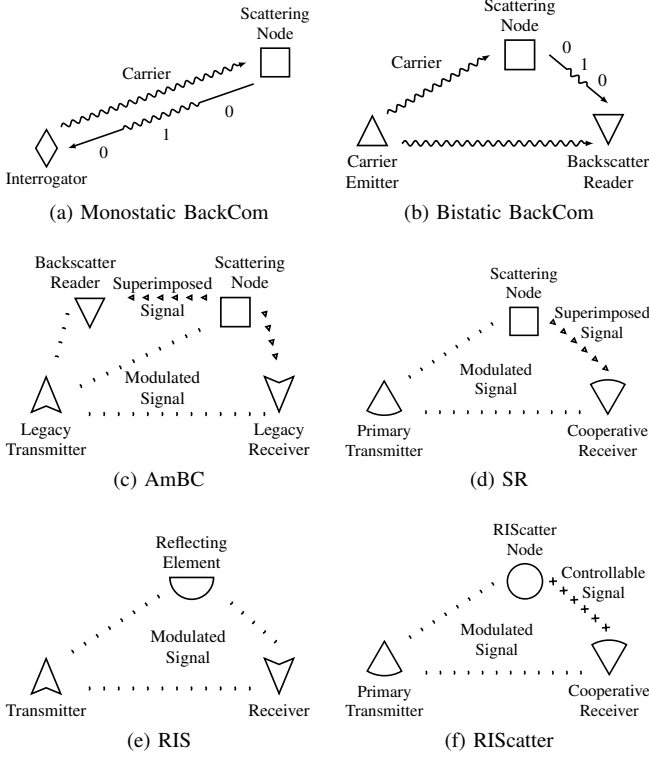 Scattering
Node
Carrier
0
1
0
Interrogator
(a) Monostatic BackCom
Scattering
Node
Carrier
0
1
0
Carrier
Emitter
Backscatter
Reader
(b) Bistatic BackCom
Backscatter
Reader
Superimposed
Signal
Scattering
Node
Modulated
Signal
Legacy
Transmitter
Legacy
Receiver
(c) AmBC
Scattering
Node
Superimposed
Signal
Modulated
Signal
Primary
Transmitter
Cooperative
Receiver
(d) SR
Reflecting
Element
Modulated
Signal
Transmitter
Receiver
(e) RIS
RIScatter
Node
Controllable
Signal
Modulated
Signal
Primary
Transmitter
Cooperative
Receiver
(f) RIScatter